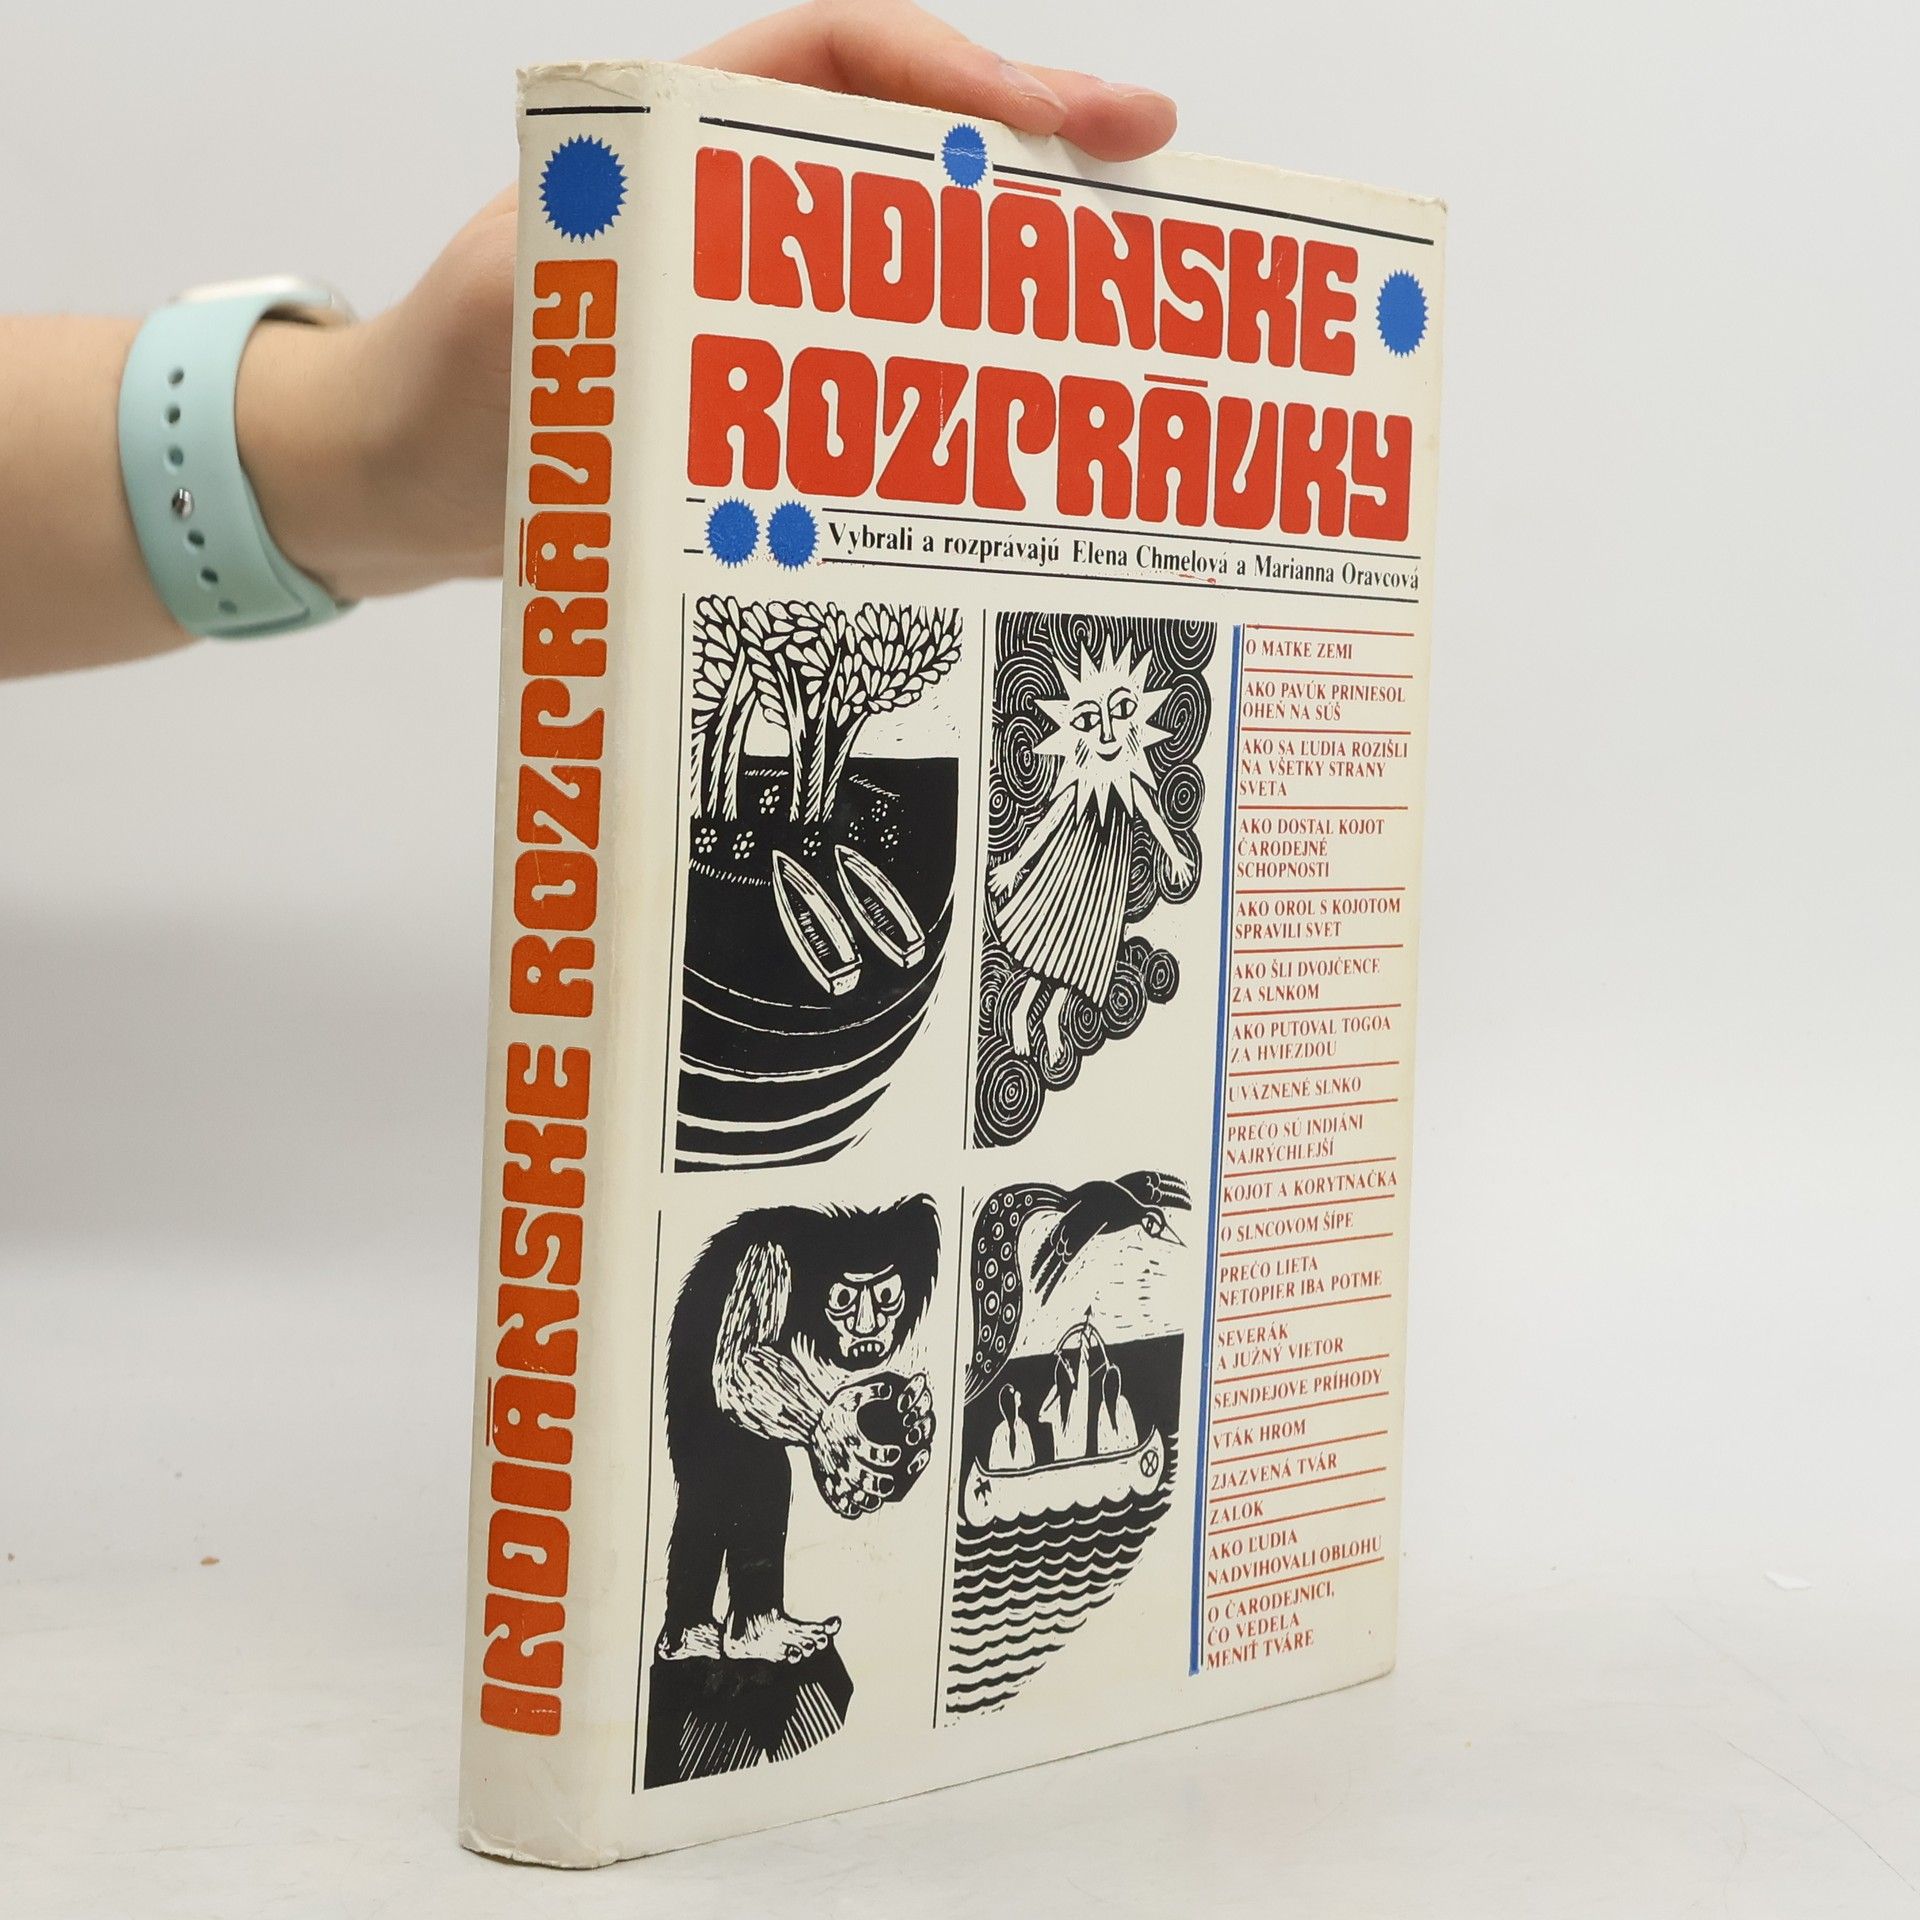 INDIÁNSKE ROZPRÁVKY
INDIÁNSKE
ROZPRÁVKY
Vybrali a rozprávajú Elena Chmelová a Marianna Oravcová
O MATKE ZEMI
AKO PAVÚK PRINIESOL
OHEŇ NA SÚŠ
AKO SA ĽUDIA ROZIŠLI
NA VŠETKY STRANY
SVETA
AKO DOSTAL KOJOT
ČARODEJNÉ
SCHOPNOSTI
AKO OROL S KOJOTOM
SPRAVILI SVET
AKO ŠLI DVOJČENCE
ZA SLNKOM
AKO PUTOVAL TOGOA
ZA HVIEZDOU
UVÄZNENÉ SLNKO
PREČO SÚ INDIÁNI
NAJRÝCHLEJŠÍ
KOJOT A KORYTNAČKA
O SLNCOVOM ŠÍPE
PREČO LIETA
NETOPIER IBA POTME
SEVERÁK
A JUŽNÝ VIETOR
SEJNDEJOVE PRÍHODY
VTÁK HROM
ZJAZVENÁ TVÁR
ZALOK
AKO ĽUDIA
NADVIHOVALI OBLOHU
O ČARODEJNICI,
ČO VEDELA
MENIŤ TVÁRE